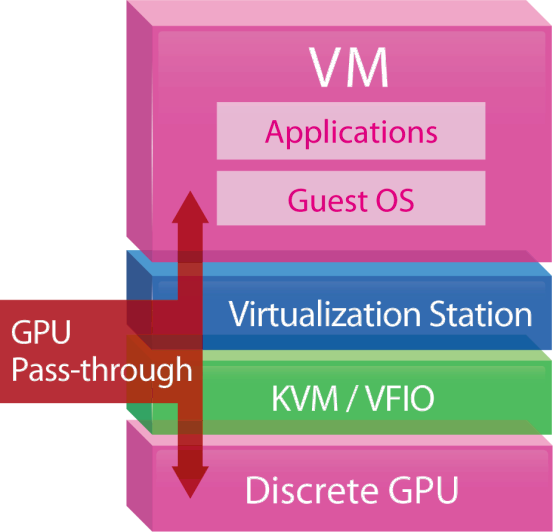 VM
Applications
Guest OS
Virtualization Station
GPU
Pass-through
KVM / VFIO
Discrete GPU